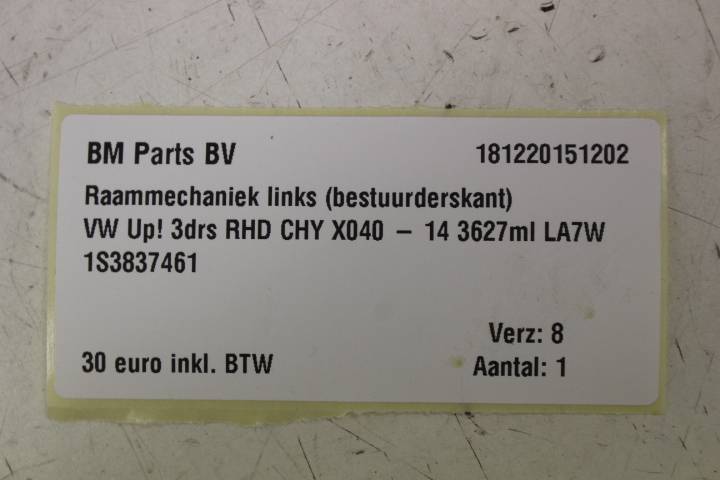 BM Parts BV 181220151202
Raammechaniek links (bestuurderskant)
VW Up! 3drs RHD CHY X040 – 14 3627ml LA7W
1S3837461
Verz: 8
30 euro inkl. BTW Aantal: 1